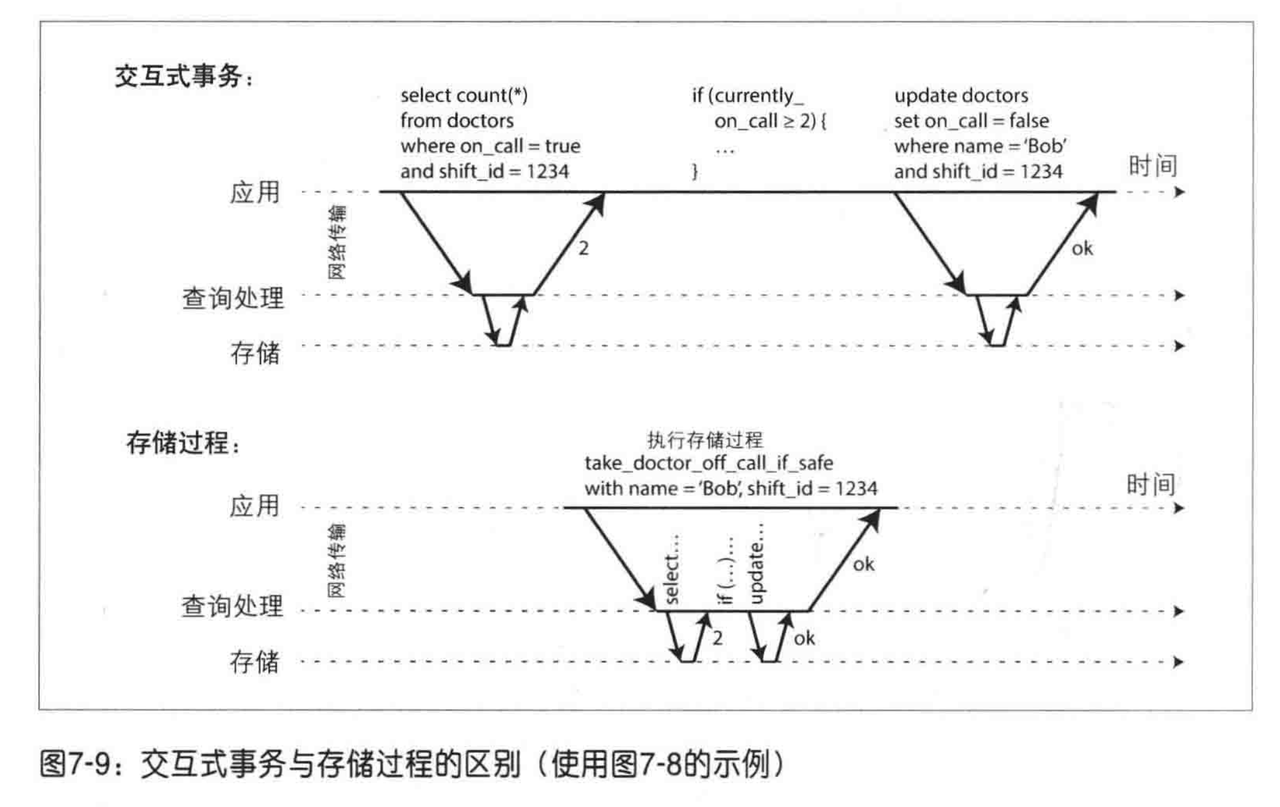 交互式事务：
select count(*)
from doctors
where on_call = true
and shift_id = 1234
if (currently_
on_call ≥ 2) {
…
}
update doctors
set on_call = false
where name = ‘Bob’
and shift_id = 1234
时间
应用
网络传输
2
ok
查询处理
存储
存储过程：
执行存储过程
take_doctor_off_call_if_safe
with name = ‘Bob’, shift_id = 1234
时间
应用
网络传输
select…
if (…)…
update…
ok
查询处理
2
ok
存储
图7-9：交互式事务与存储过程的区别（使用图7-8的示例）